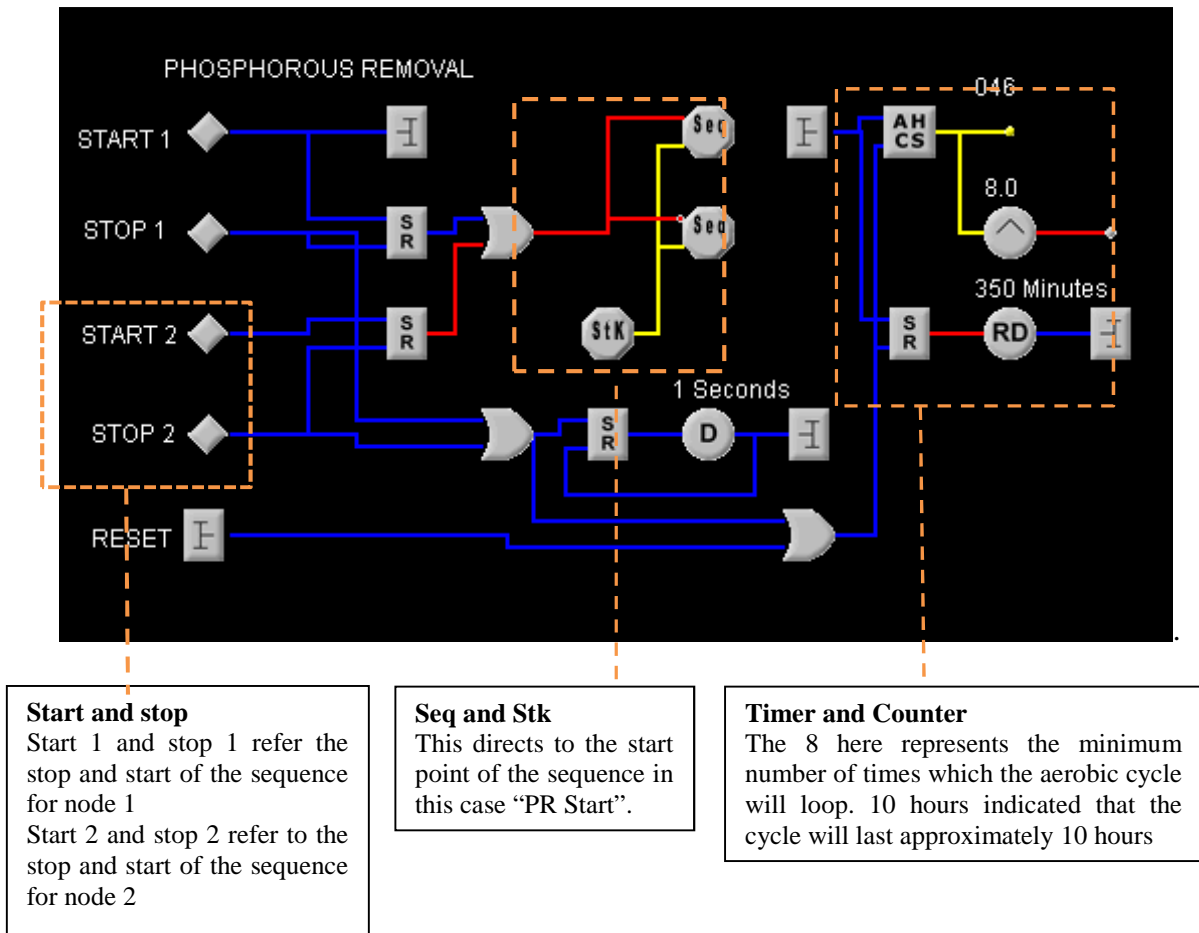 PHOSPHOROUS REMOVAL
046
START 1
Seq
AH
CS
8.0
STOP 1
S
R
Seq
350 Minutes
START 2
S
R
StK
S
R
RD
1 Seconds
STOP 2
S
R
D
RESET
.
Start and stop
Start 1 and stop 1 refer the
stop and start of the sequence
for node 1
Start 2 and stop 2 refer to the
stop and start of the sequence
for node 2
Seq and Stk
This directs to the start
point of the sequence in
this case “PR Start”.
Timer and Counter
The 8 here represents the minimum
number of times which the aerobic cycle
will loop. 10 hours indicated that the
cycle will last approximately 10 hours